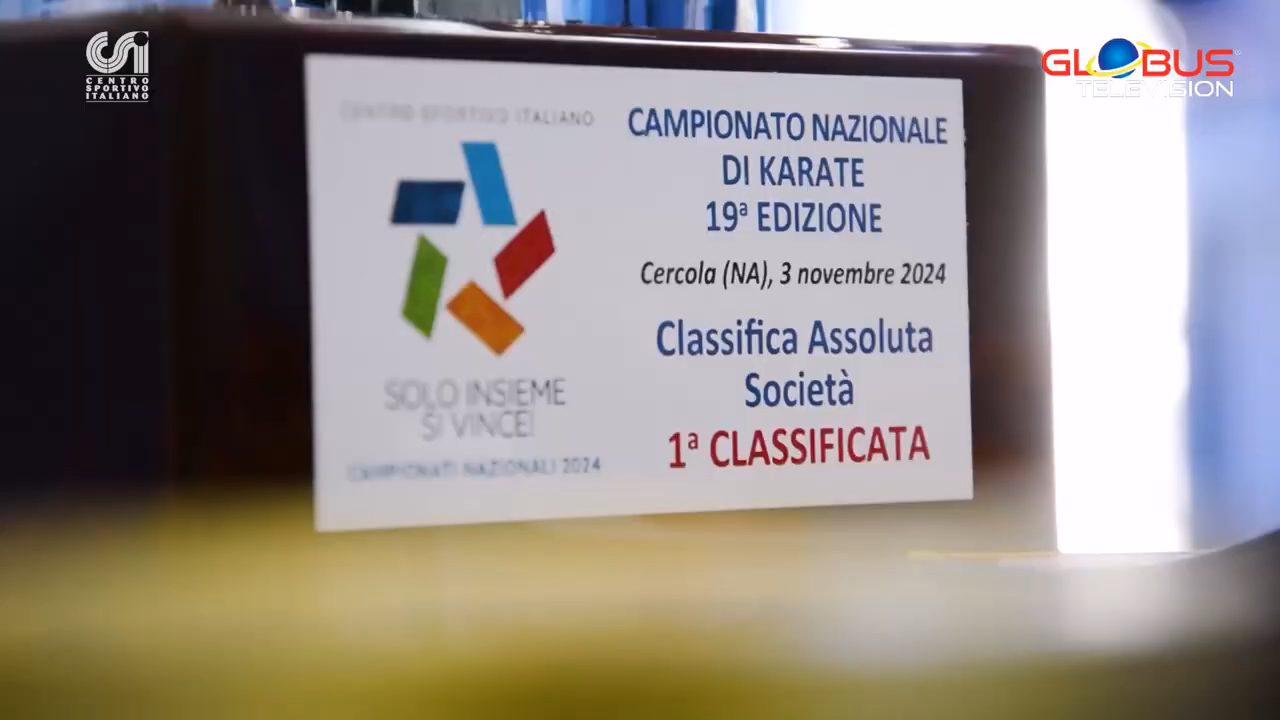 CSI
CENTRO
SPORTIVO
ITALIANO
GLOBUS
TELEVISION
CENTRO SPORTIVO ITALIANO
SOLO INSIEME
SI VINCE!
CAMPIONATI NAZIONALI 2024
CAMPIONATO NAZIONALE
DI KARATE
19ª EDIZIONE
Cercola (NA), 3 novembre 2024
Classifica Assoluta
Società
1ª CLASSIFICATA